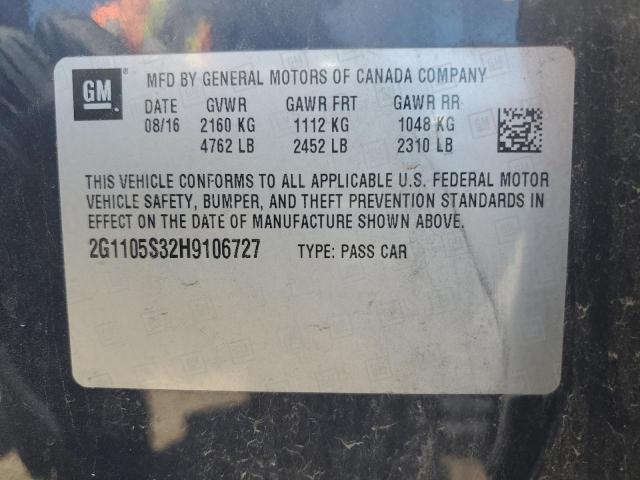 GM
MFD BY GENERAL MOTORS OF CANADA COMPANY
DATE GVWR GAWR FRT GAWR RR
08/16 2160 KG 1112 KG 1048 KG
4762 LB 2452 LB 2310 LB
THIS VEHICLE CONFORMS TO ALL APPLICABLE U.S. FEDERAL MOTOR
VEHICLE SAFETY, BUMPER, AND THEFT PREVENTION STANDARDS IN
EFFECT ON THE DATE OF MANUFACTURE SHOWN ABOVE.
2G1105S32H9106727 TYPE: PASS CAR